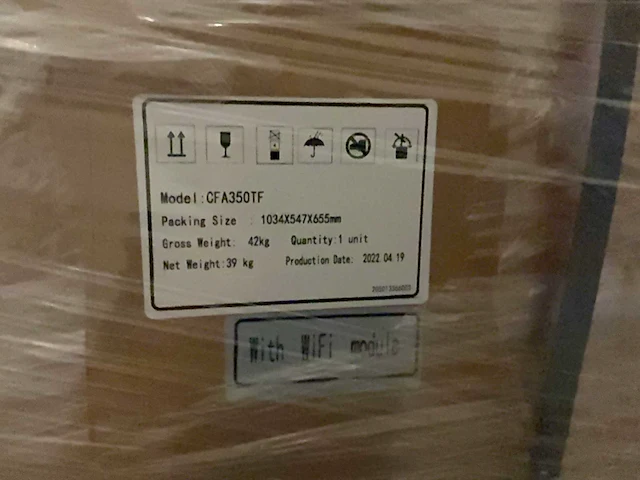 Model:CFA350TF
Packing Size : 1034X547X655mm
Gross Weight: 42kg Quantity:1 unit
Net Weight:39 kg Production Date: 2022.04.19
With WiFi module